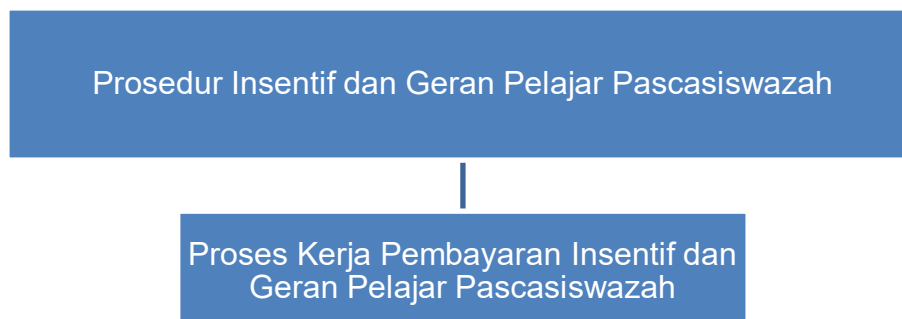 Prosedur Insentif dan Geran Pelajar Pascasiswazah
Proses Kerja Pembayaran Insentif dan
Geran Pelajar Pascasiswazah